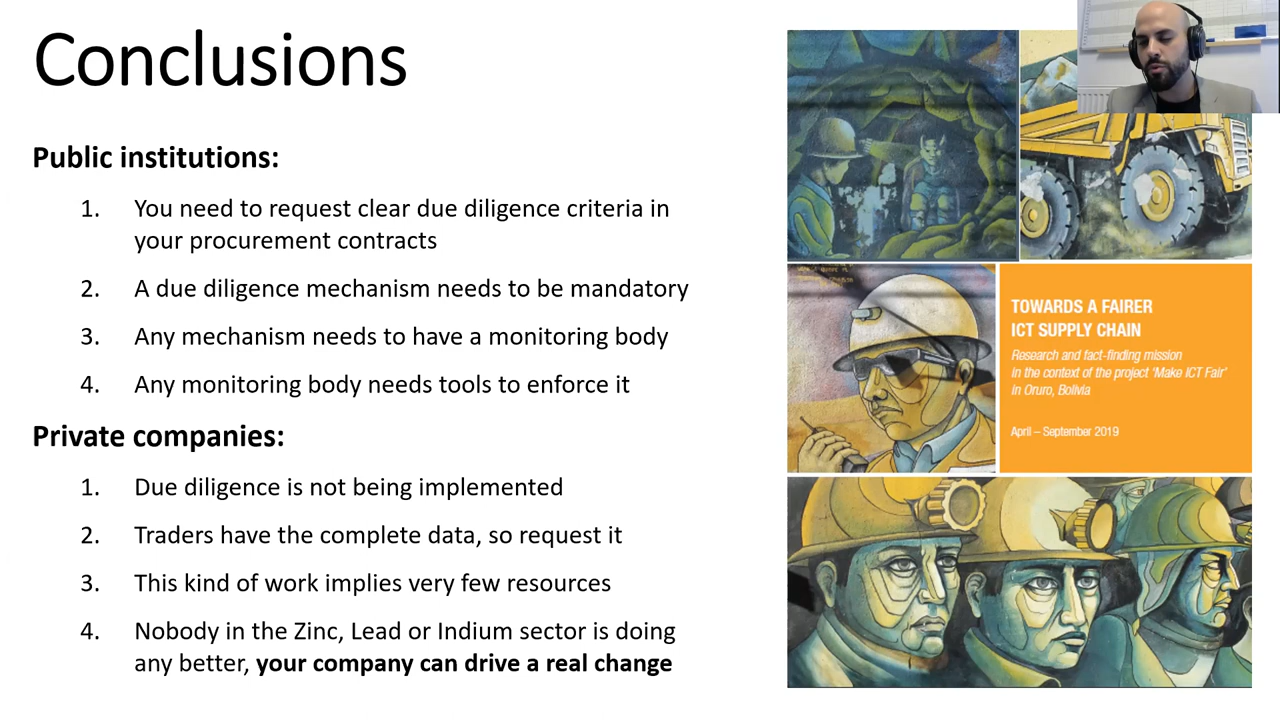 Conclusions
Public institutions:
1. You need to request clear due diligence criteria in
your procurement contracts
2. A due diligence mechanism needs to be mandatory
3. Any mechanism needs to have a monitoring body
4. Any monitoring body needs tools to enforce it
Private companies:
1. Due diligence is not being implemented
2. Traders have the complete data, so request it
3. This kind of work implies very few resources
4. Nobody in the Zinc, Lead or Indium sector is doing
any better, your company can drive a real change
TOWARDS A FAIRER
ICT SUPPLY CHAIN
Research and fact-finding mission
in the context of the project 'Make ICT Fair'
in Oruro, Bolivia
April – September 2019